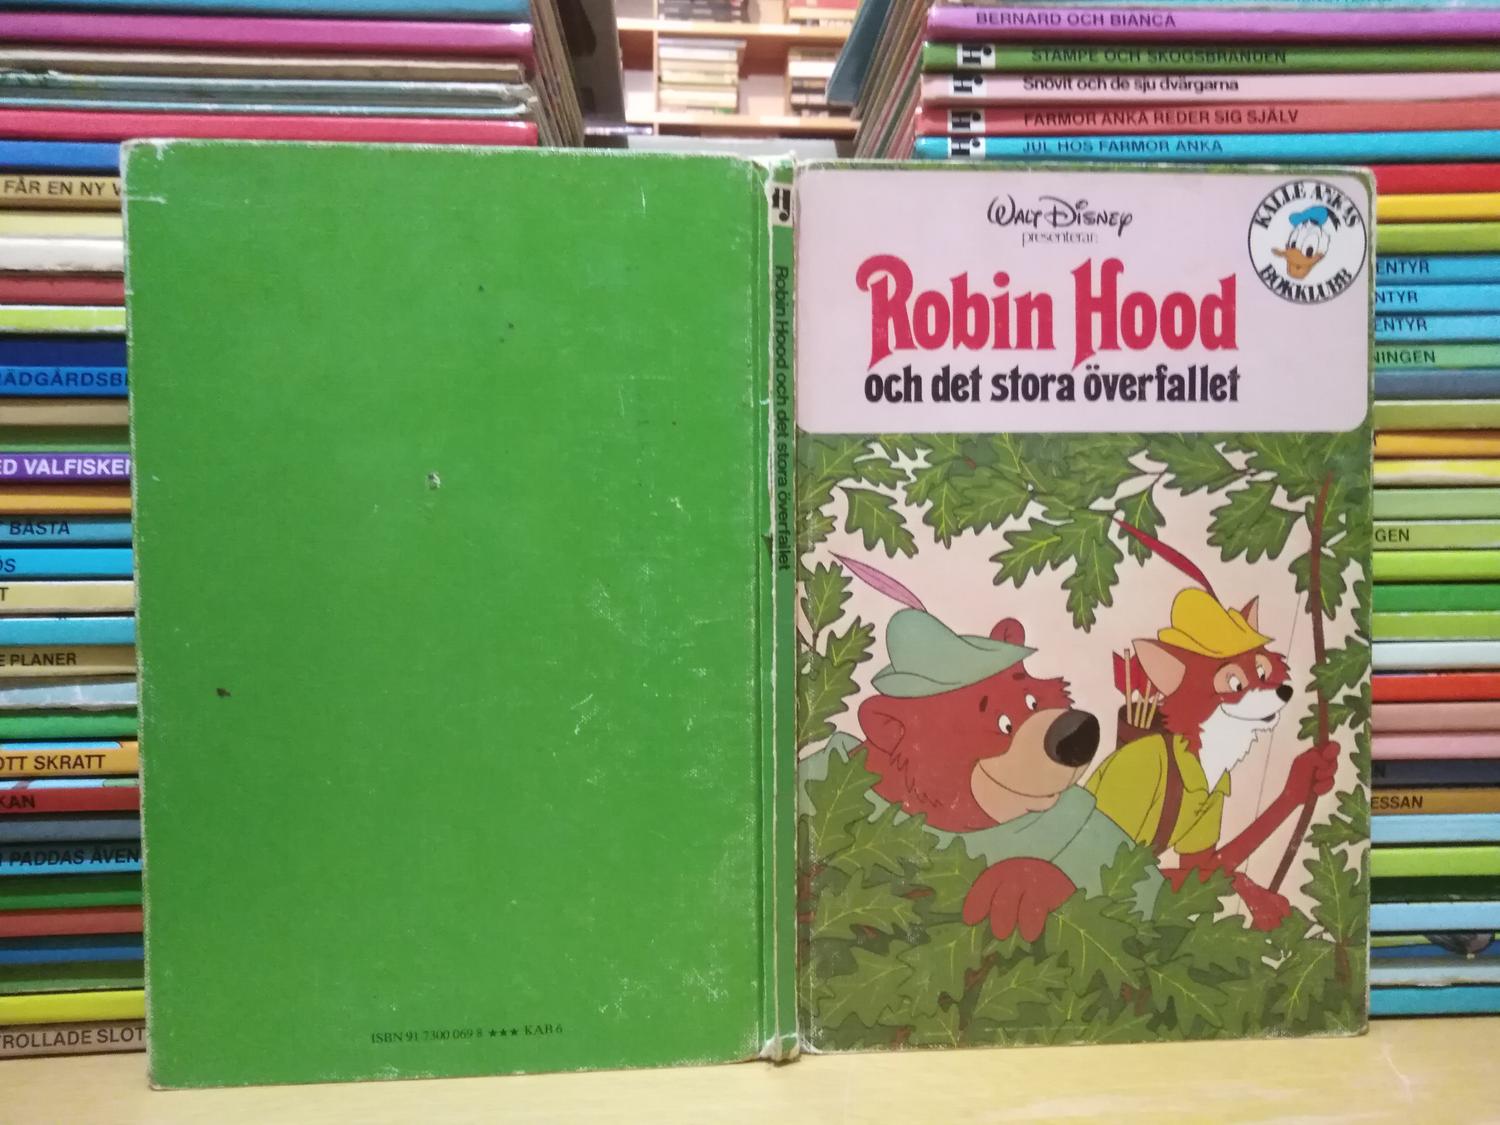 BERNARD OCH BIANCA
STAMPE OCH SKOGSBRANDEN
Snövit och de sju dvärgarna
FARMOR ANKA REDER SIG SJÄLV
JUL HOS FARMOR ANKA
FÅR EN NY V
ÄDGÅRDSB
ED VALFISKEN
BÄSTA
ÖS
T
E PLANER
OTT SKRATT
KAN
PADDAS ÄVEN
TROLLADE SLOT
Robin Hood och det stora överfallet
ISBN 91 7300 069 8 ★★★ KAB 6
WALT DISNEY
presenterar:
Robin Hood
och det stora överfallet
KALLE ANKAS
BOKKLUBB
ENTYR
NTYR
ENTYR
NINGEN
GEN
N
ESSAN